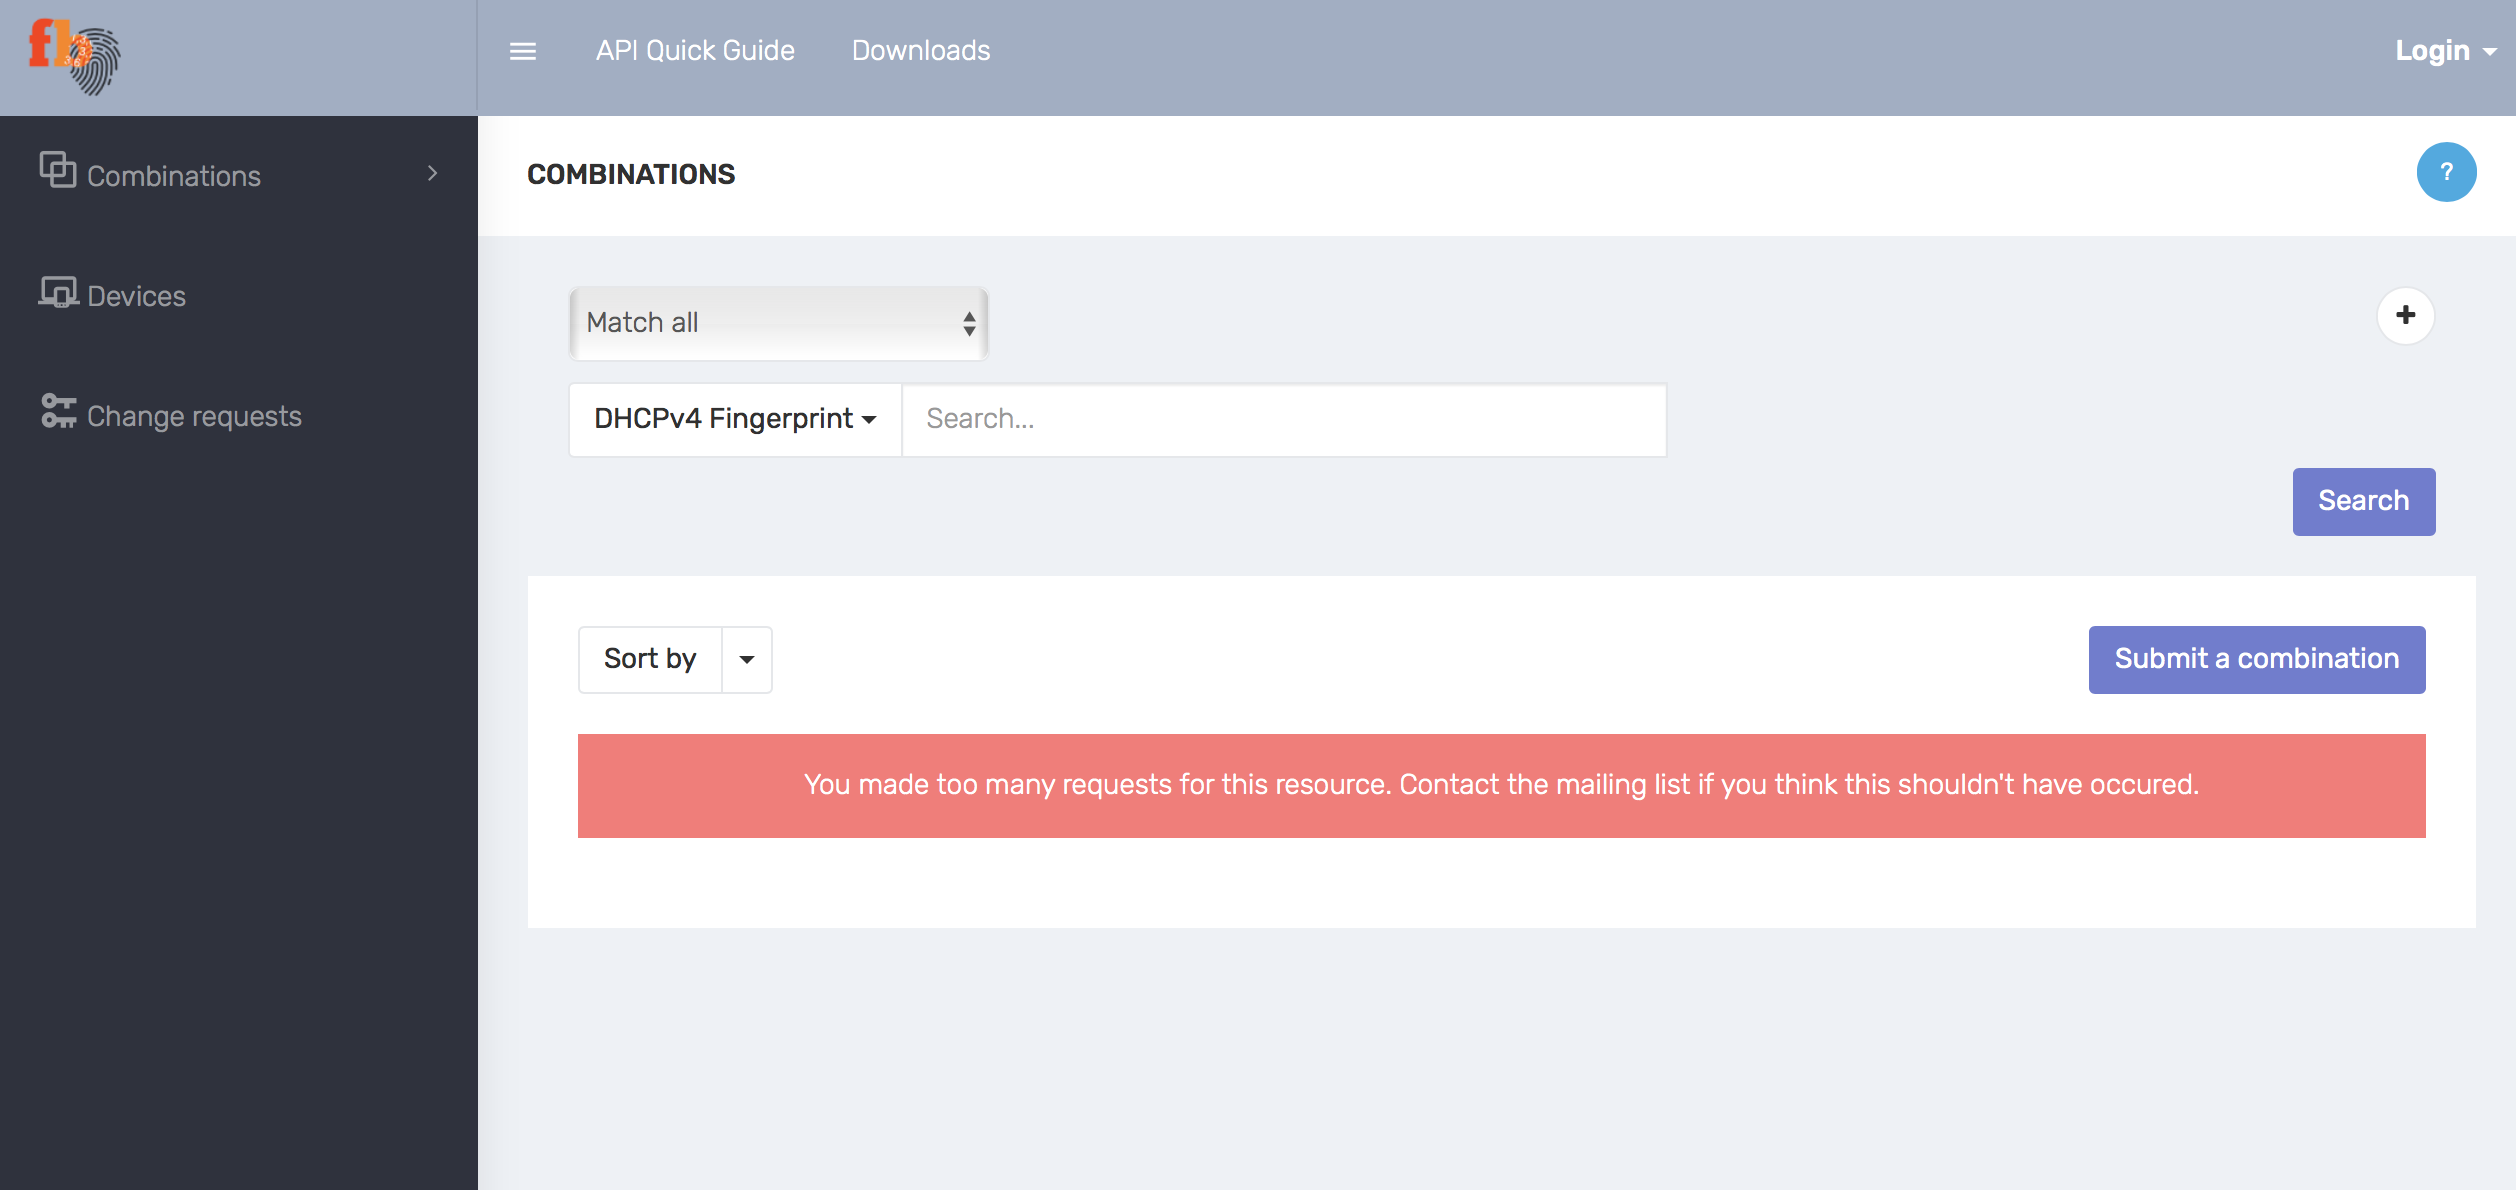 fb
API Quick Guide
Downloads
Login
Combinations
Devices
Change requests
COMBINATIONS
?
Match all
DHCPv4 Fingerprint
Search...
Search
Sort by
Submit a combination
You made too many requests for this resource. Contact the mailing list if you think this shouldn't have occured.